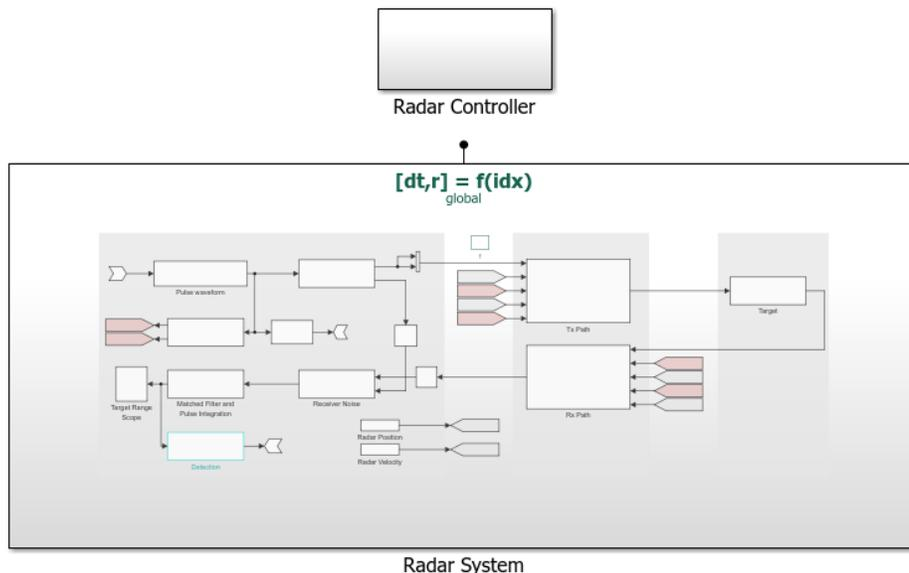 Radar Controller
[dt,r] = f(idx)
global
f
Pulse waveform
Tx Path
Target
Target Range
Scope
Matched Filter and
Pulse Integration
Receiver Noise
Rx Path
Radar Position
Radar Velocity
Detection
Radar System